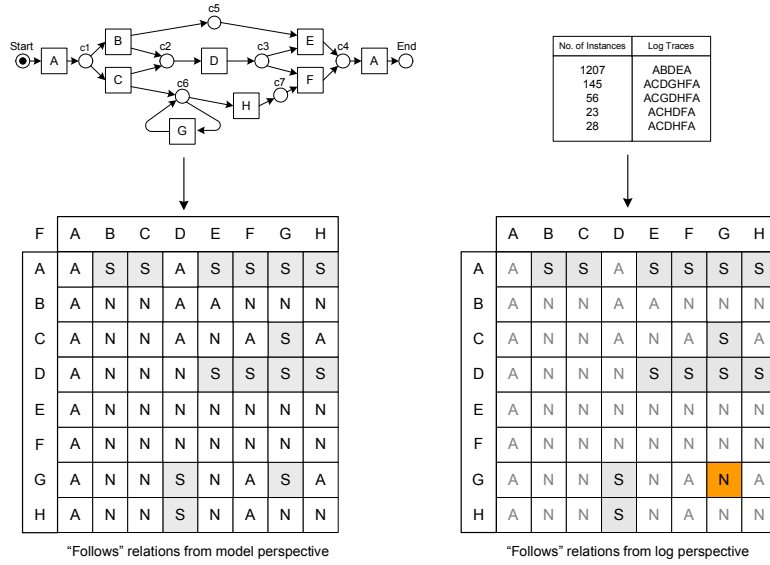 c5
Start
End
B
E
c1
c2
c3
c4
A
D
A
C
F
c6
c7
H
G
No. of Instances Log Traces
1207 ABDEA
145 ACDGHFA
56 ACGDHFA
23 ACHDFA
28 ACDHFA
F A B C D E F G H
A A S S A S S S S
B A N N A A N N N
C A N N A N A S A
D A N N N S S S S
E A N N N N N N N
F A N N N N N N N
G A N N S N A S A
H A N N S N A N N
“Follows” relations from model perspective
A B C D E F G H
A A S S A S S S S
B A N N A A N N N
C A N N A N A S A
D A N N N S S S S
E A N N N N N N N
F A N N N N N N N
G A N N S N A N A
H A N N S N A N N
“Follows” relations from log perspective